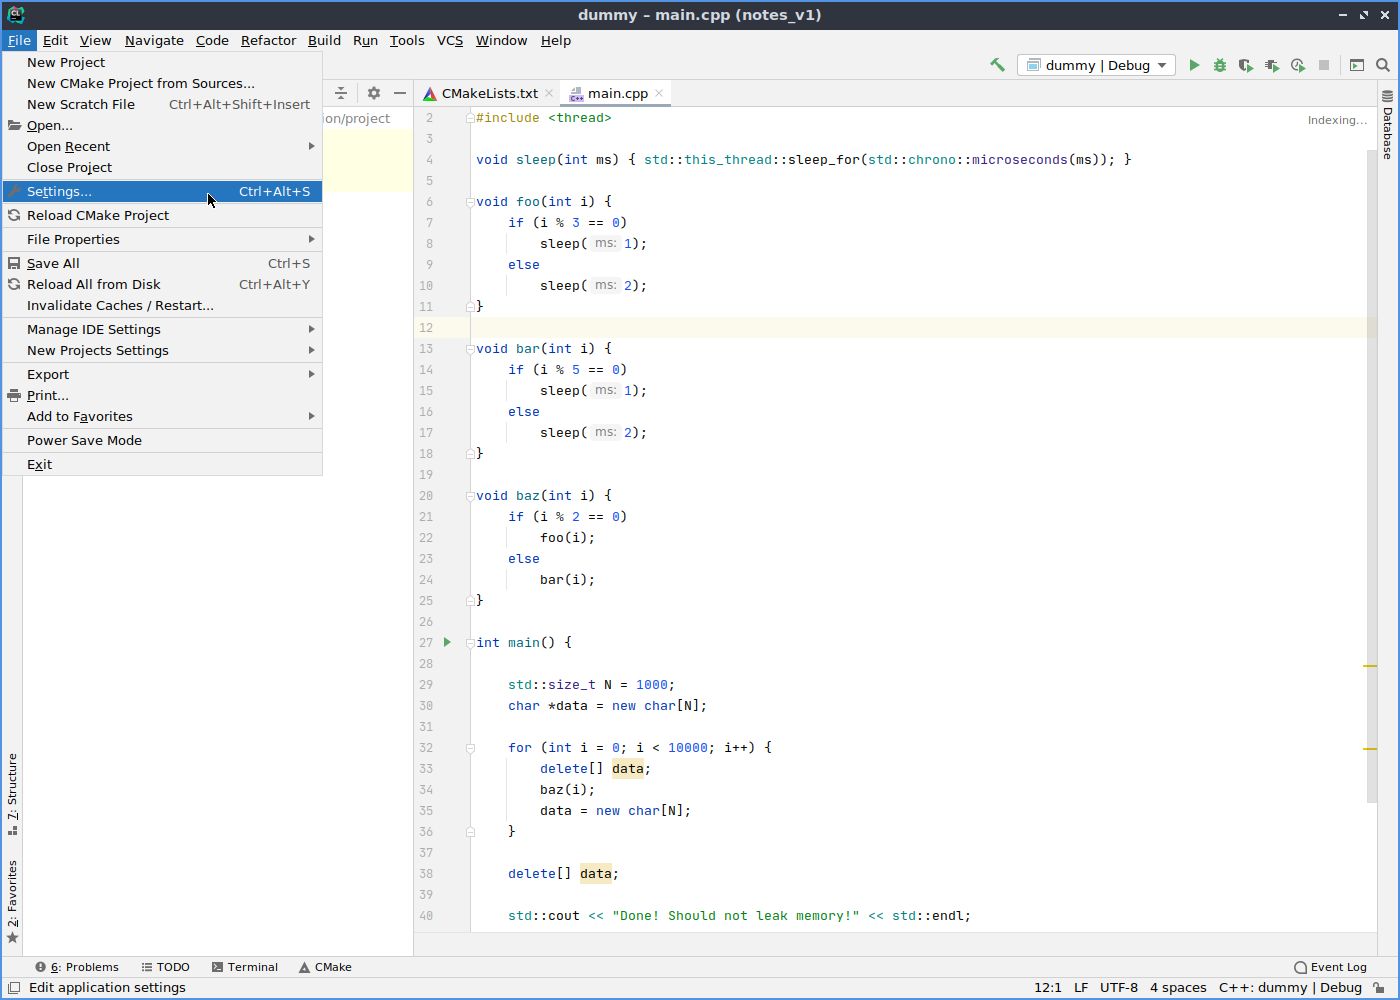 dummy – main.cpp (notes_v1)
File Edit View Navigate Code Refactor Build Run Tools VCS Window Help
dummy | Debug
New Project
New CMake Project from Sources...
New Scratch File Ctrl+Alt+Shift+Insert
Open...
Open Recent
Close Project
Settings... Ctrl+Alt+S
Reload CMake Project
File Properties
Save All Ctrl+S
Reload All from Disk Ctrl+Alt+Y
Invalidate Caches / Restart...
Manage IDE Settings
New Projects Settings
Export
Print...
Add to Favorites
Power Save Mode
Exit
ion/project
7: Structure
2: Favorites
CMakeLists.txt main.cpp
Indexing...
Database
2 #include <thread>
3
4 void sleep(int ms) { std::this_thread::sleep_for(std::chrono::microseconds(ms)); }
5
6 void foo(int i) {
7 if (i % 3 == 0)
8 sleep( ms: 1);
9 else
10 sleep( ms: 2);
11 }
12
13 void bar(int i) {
14 if (i % 5 == 0)
15 sleep( ms: 1);
16 else
17 sleep( ms: 2);
18 }
19
20 void baz(int i) {
21 if (i % 2 == 0)
22 foo(i);
23 else
24 bar(i);
25 }
26
27 int main() {
28
29 std::size_t N = 1000;
30 char *data = new char[N];
31
32 for (int i = 0; i < 10000; i++) {
33 delete[] data;
34 baz(i);
35 data = new char[N];
36 }
37
38 delete[] data;
39
40 std::cout << "Done! Should not leak memory!" << std::endl;
6: Problems TODO Terminal CMake Event Log
Edit application settings 12:1 LF UTF-8 4 spaces C++: dummy | Debug